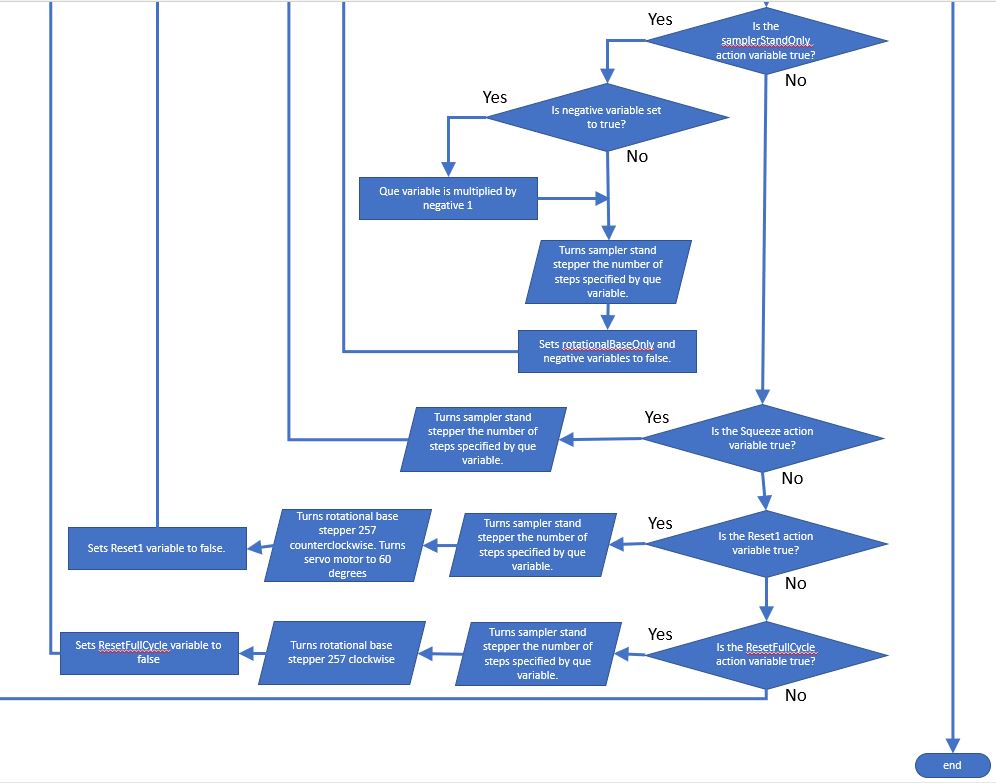 Yes
Is the
samplerStandOnly
action variable true?
No
Yes
Is negative variable set
to true?
No
Que variable is multiplied by
negative 1
Turns sampler stand
stepper the number of
steps specified by que
variable.
Sets rotationalBaseOnly and
negative variables to false.
Turns sampler stand
stepper the number of
steps specified by que
variable.
Yes
Is the Squeeze action
variable true?
No
Sets Reset1 variable to false.
Turns rotational base
stepper 257
counterclockwise. Turns
servo motor to 60
degrees
Turns sampler stand
stepper the number of
steps specified by que
variable.
Yes
Is the Reset1 action
variable true?
No
Sets ResetFullCycle variable to
false
Turns rotational base
stepper 257 clockwise
Turns sampler stand
stepper the number of
steps specified by que
variable.
Yes
Is the ResetFullCycle
action variable true?
No
end